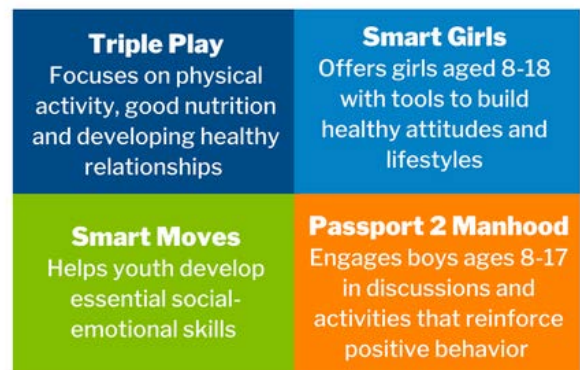 Triple Play
Focuses on physical
activity, good nutrition
and developing healthy
relationships
Smart Girls
Offers girls aged 8-18
with tools to build
healthy attitudes and
lifestyles
Smart Moves
Helps youth develop
essential social-
emotional skills
Passport 2 Manhood
Engages boys ages 8-17
in discussions and
activities that reinforce
positive behavior